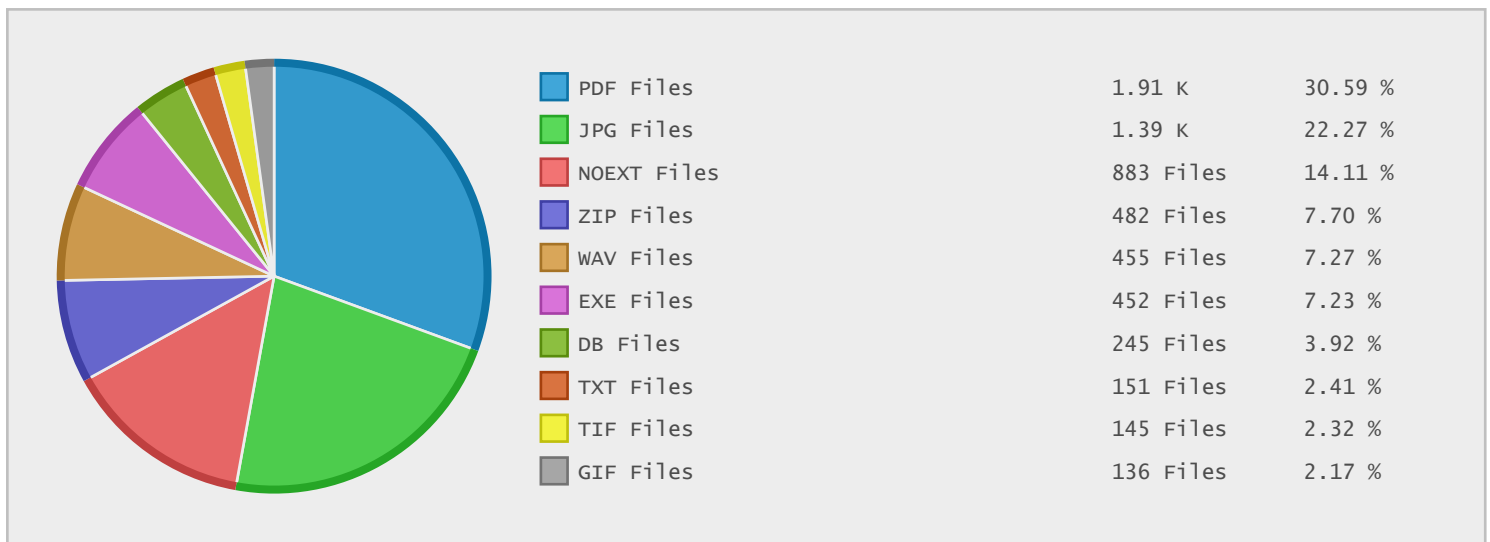 PDF Files 1.91 K 30.59 %
JPG Files 1.39 K 22.27 %
NOEXT Files 883 Files 14.11 %
ZIP Files 482 Files 7.70 %
WAV Files 455 Files 7.27 %
EXE Files 452 Files 7.23 %
DB Files 245 Files 3.92 %
TXT Files 151 Files 2.41 %
TIF Files 145 Files 2.32 %
GIF Files 136 Files 2.17 %